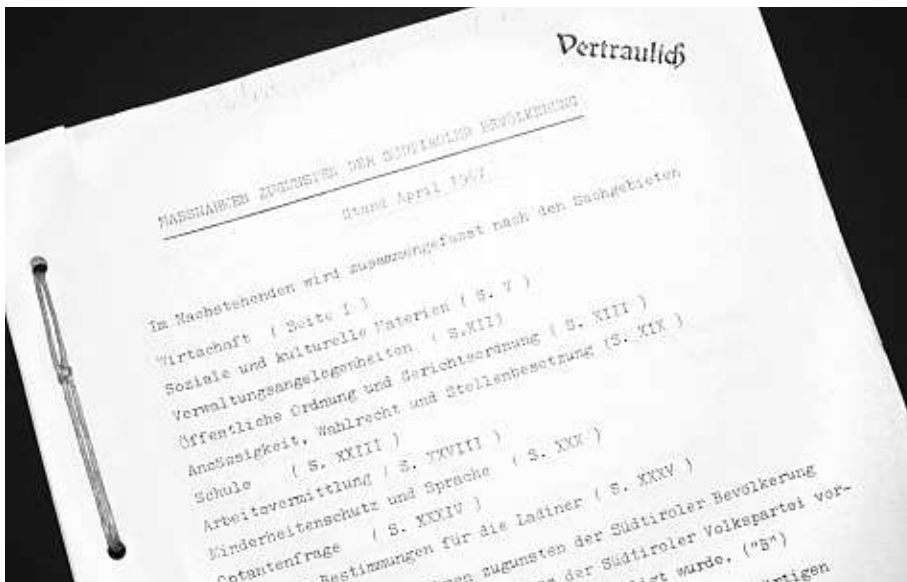 Vertraulich
MASSNAHMEN ZUGUNSTEN DER SÜDTIROLER BEVÖLKERUNG
Stand April 1967
Im Nachstehenden wird zusammengefasst nach den Sachgebieten
Wirtschaft ( Seite I )
Soziale und kulturelle Materien ( S. V )
Verwaltungsangelegenheiten ( S.XII)
Öffentliche Ordnung und Gerichtsordnung ( S. XIII )
Ansässigkeit, Wahlrecht und Stellenbesetzung (S. XIX )
Schule ( S. XXIII )
Arbeitsvermittlung ( S. XXVIII )
Minderheitenschutz und Sprache ( S. XXX )
Optantenfrage ( S. XXXIV )
Bestimmungen für die Ladiner ( S. XXXV )
zugunsten der Südtiroler Bevölkerung
der Südtiroler Volkspartei vor-
wurde. ("B")